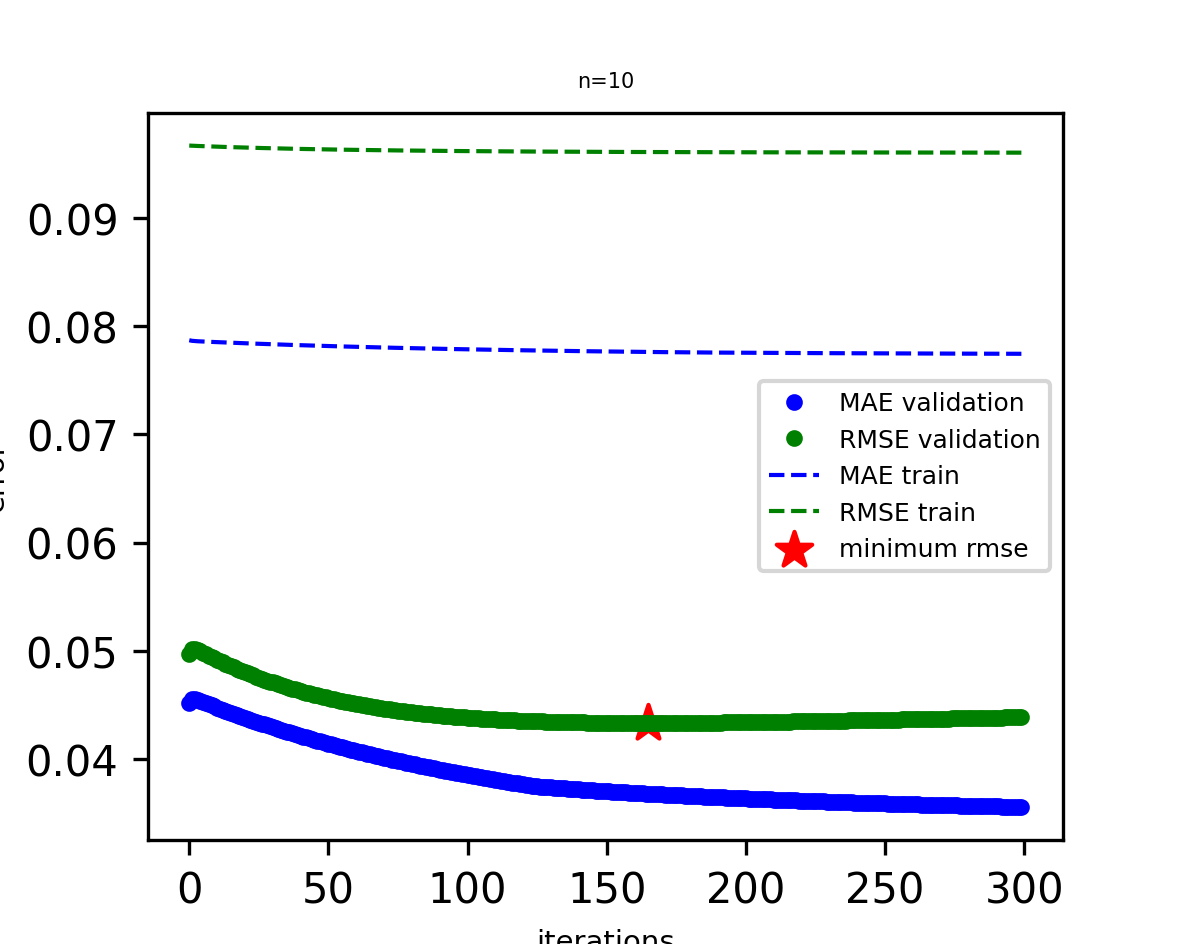 n=10
0.09
0.08
0.07
0.06
0.05
0.04
MAE validation
RMSE validation
MAE train
RMSE train
minimum rmse
0 50 100 150 200 250 300
iterations